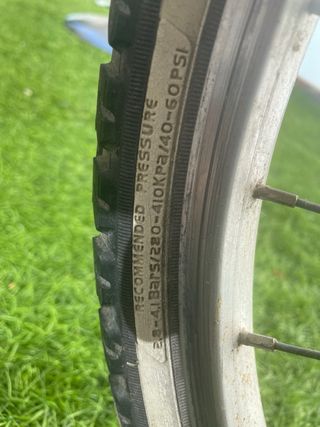 RECOMMENDED PRESSURE
2.8-4.1Bars/280-410KPa/40-60PSI